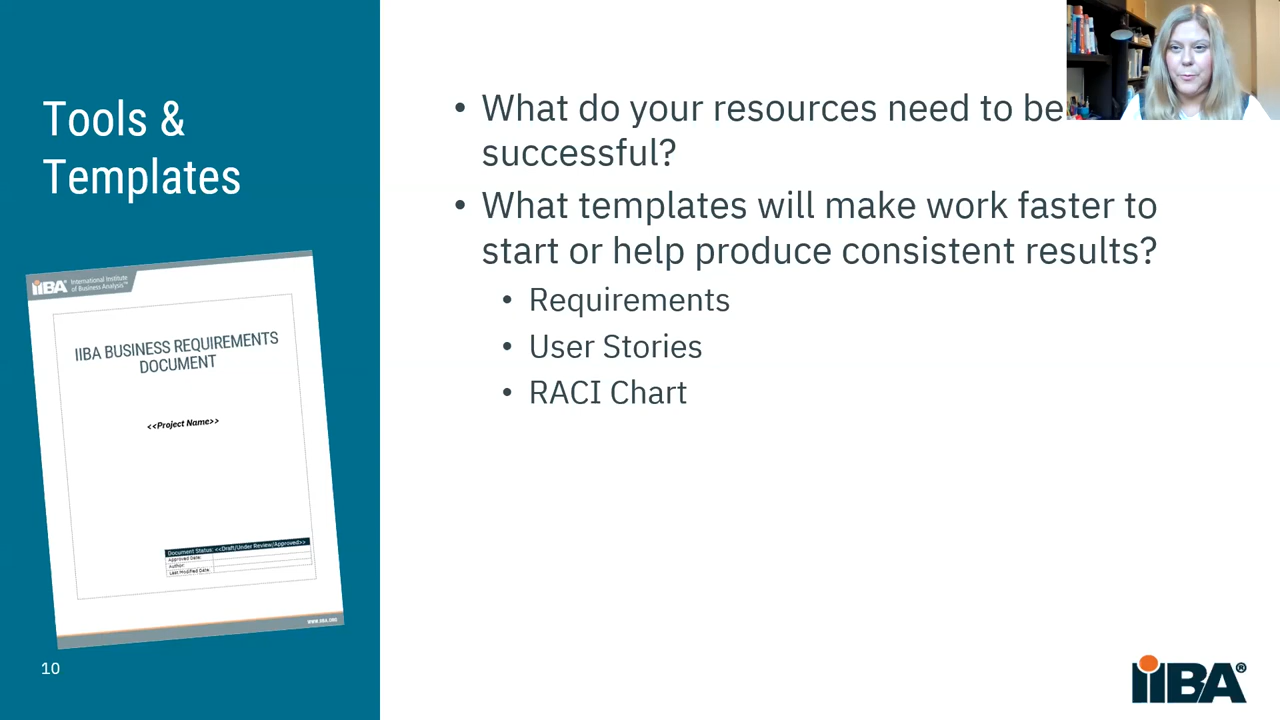 Tools &
Templates
• What do your resources need to be
successful?
• What templates will make work faster to
start or help produce consistent results?
• Requirements
• User Stories
• RACI Chart
IIBA® International Institute
of Business Analysis™
IIBA BUSINESS REQUIREMENTS
DOCUMENT
<<Project Name>>
Document Status: <<Draft/Under Review/Approved>>
Approved Date:
Author:
Last Modified Date
WWW.IIBA.ORG
10
IIBA®